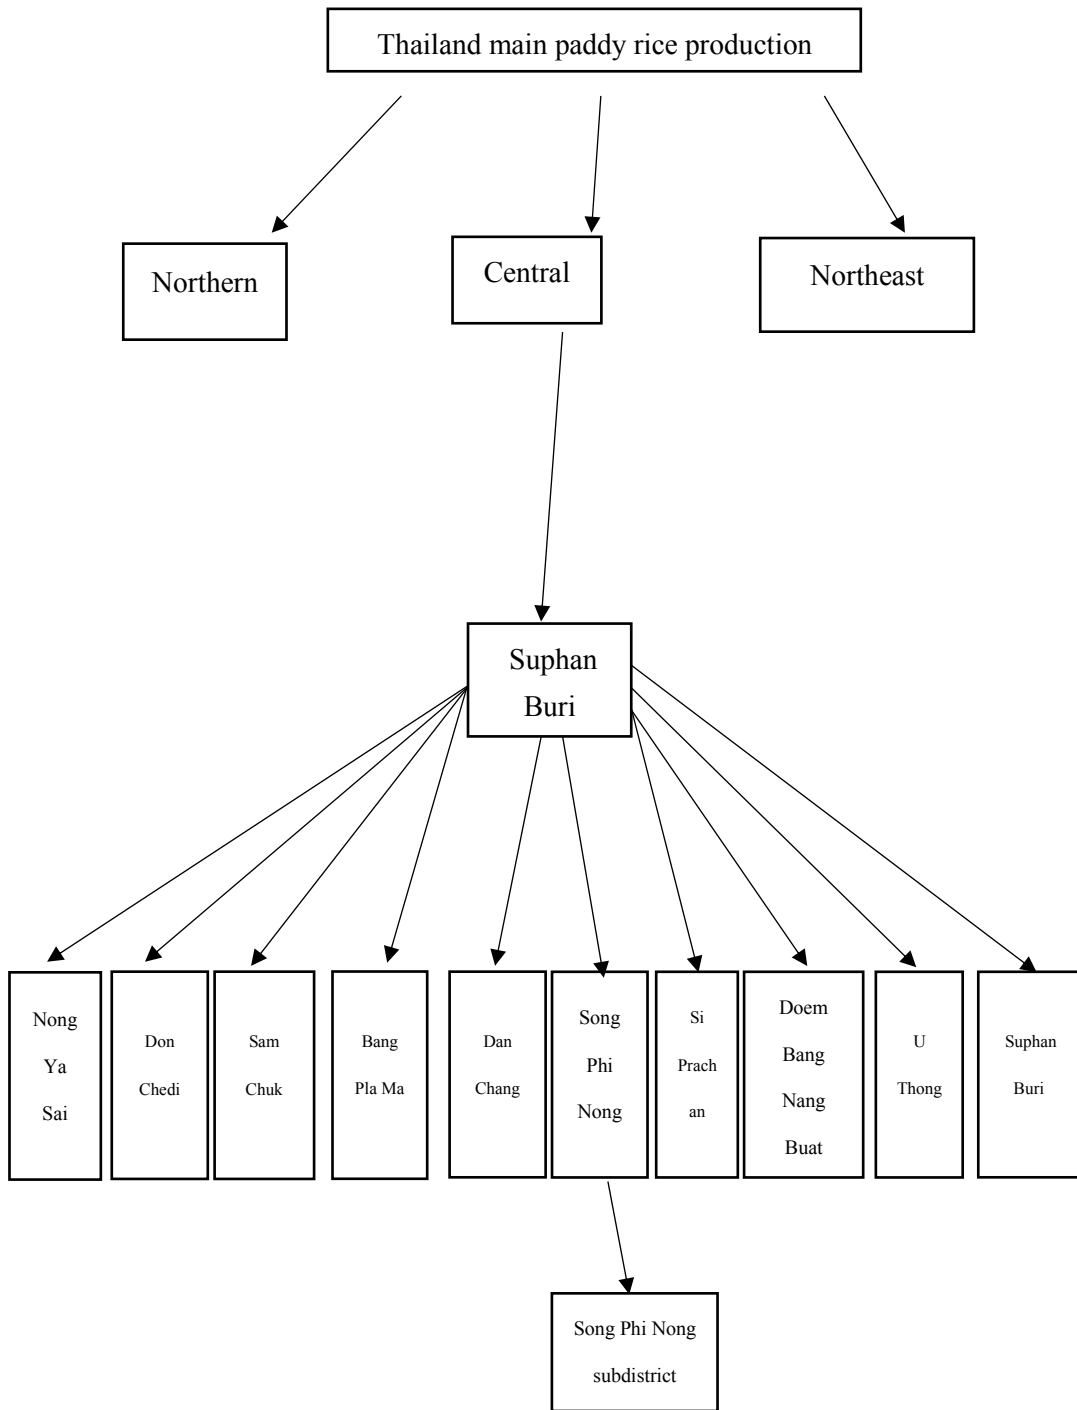 Thailand main paddy rice production
Northern
Central
Northeast
Suphan
Buri
Nong
Ya
Sai
Don
Chedi
Sam
Chuk
Bang
Pla Ma
Dan
Chang
Song
Phi
Nong
Si
Prach
an
Doem
Bang
Nang
Buat
U
Thong
Suphan
Buri
Song Phi Nong
subdistrict